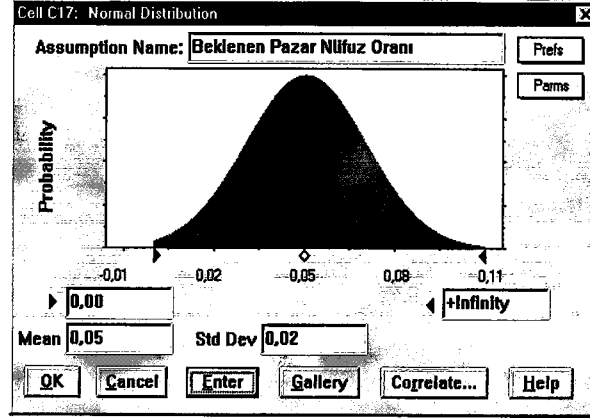 Cell C17: Normal Distribution
Assumption Name: Beklenen Pazar Nüfuz Oranı
Prefs
Parms
Probability
-0,01 0,02 0,05 0,08 0,11
0,00 +Infinity
Mean 0,05 Std Dev 0,02
OK Cancel Enter Gallery Correlate... Help